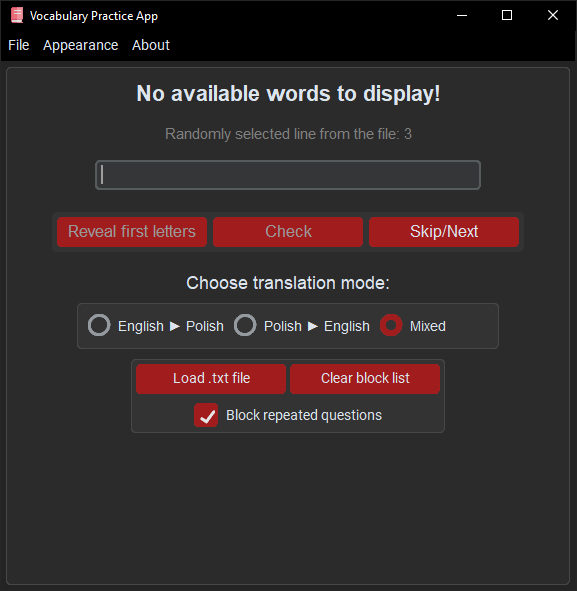 Vocabulary Practice App
File Appearance About
No available words to display!
Randomly selected line from the file: 3
Reveal first letters Check Skip/Next
Choose translation mode:
English ► Polish Polish ► English Mixed
Load .txt file Clear block list
Block repeated questions